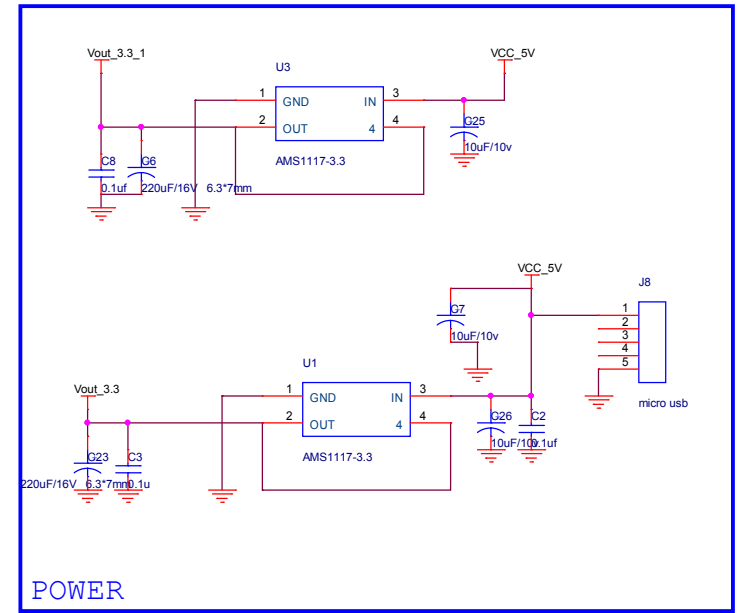 Vout_3.3_1
VCC_5V
U3
1 GND IN 3
2 OUT 4 4
AMS1117-3.3
C8
0.1uf
C6
220uF/16V 6.3*7mm
C25
10uF/10v
VCC_5V
J8
C7
10uF/10v
1
2
3
4
5
micro usb
U1
Vout_3.3
1 GND IN 3
2 OUT 4 4
AMS1117-3.3
C23
220uF/16V 6.3*7mm
C3
0.1u
C26
10uF/10v
C2
0.1uf
POWER